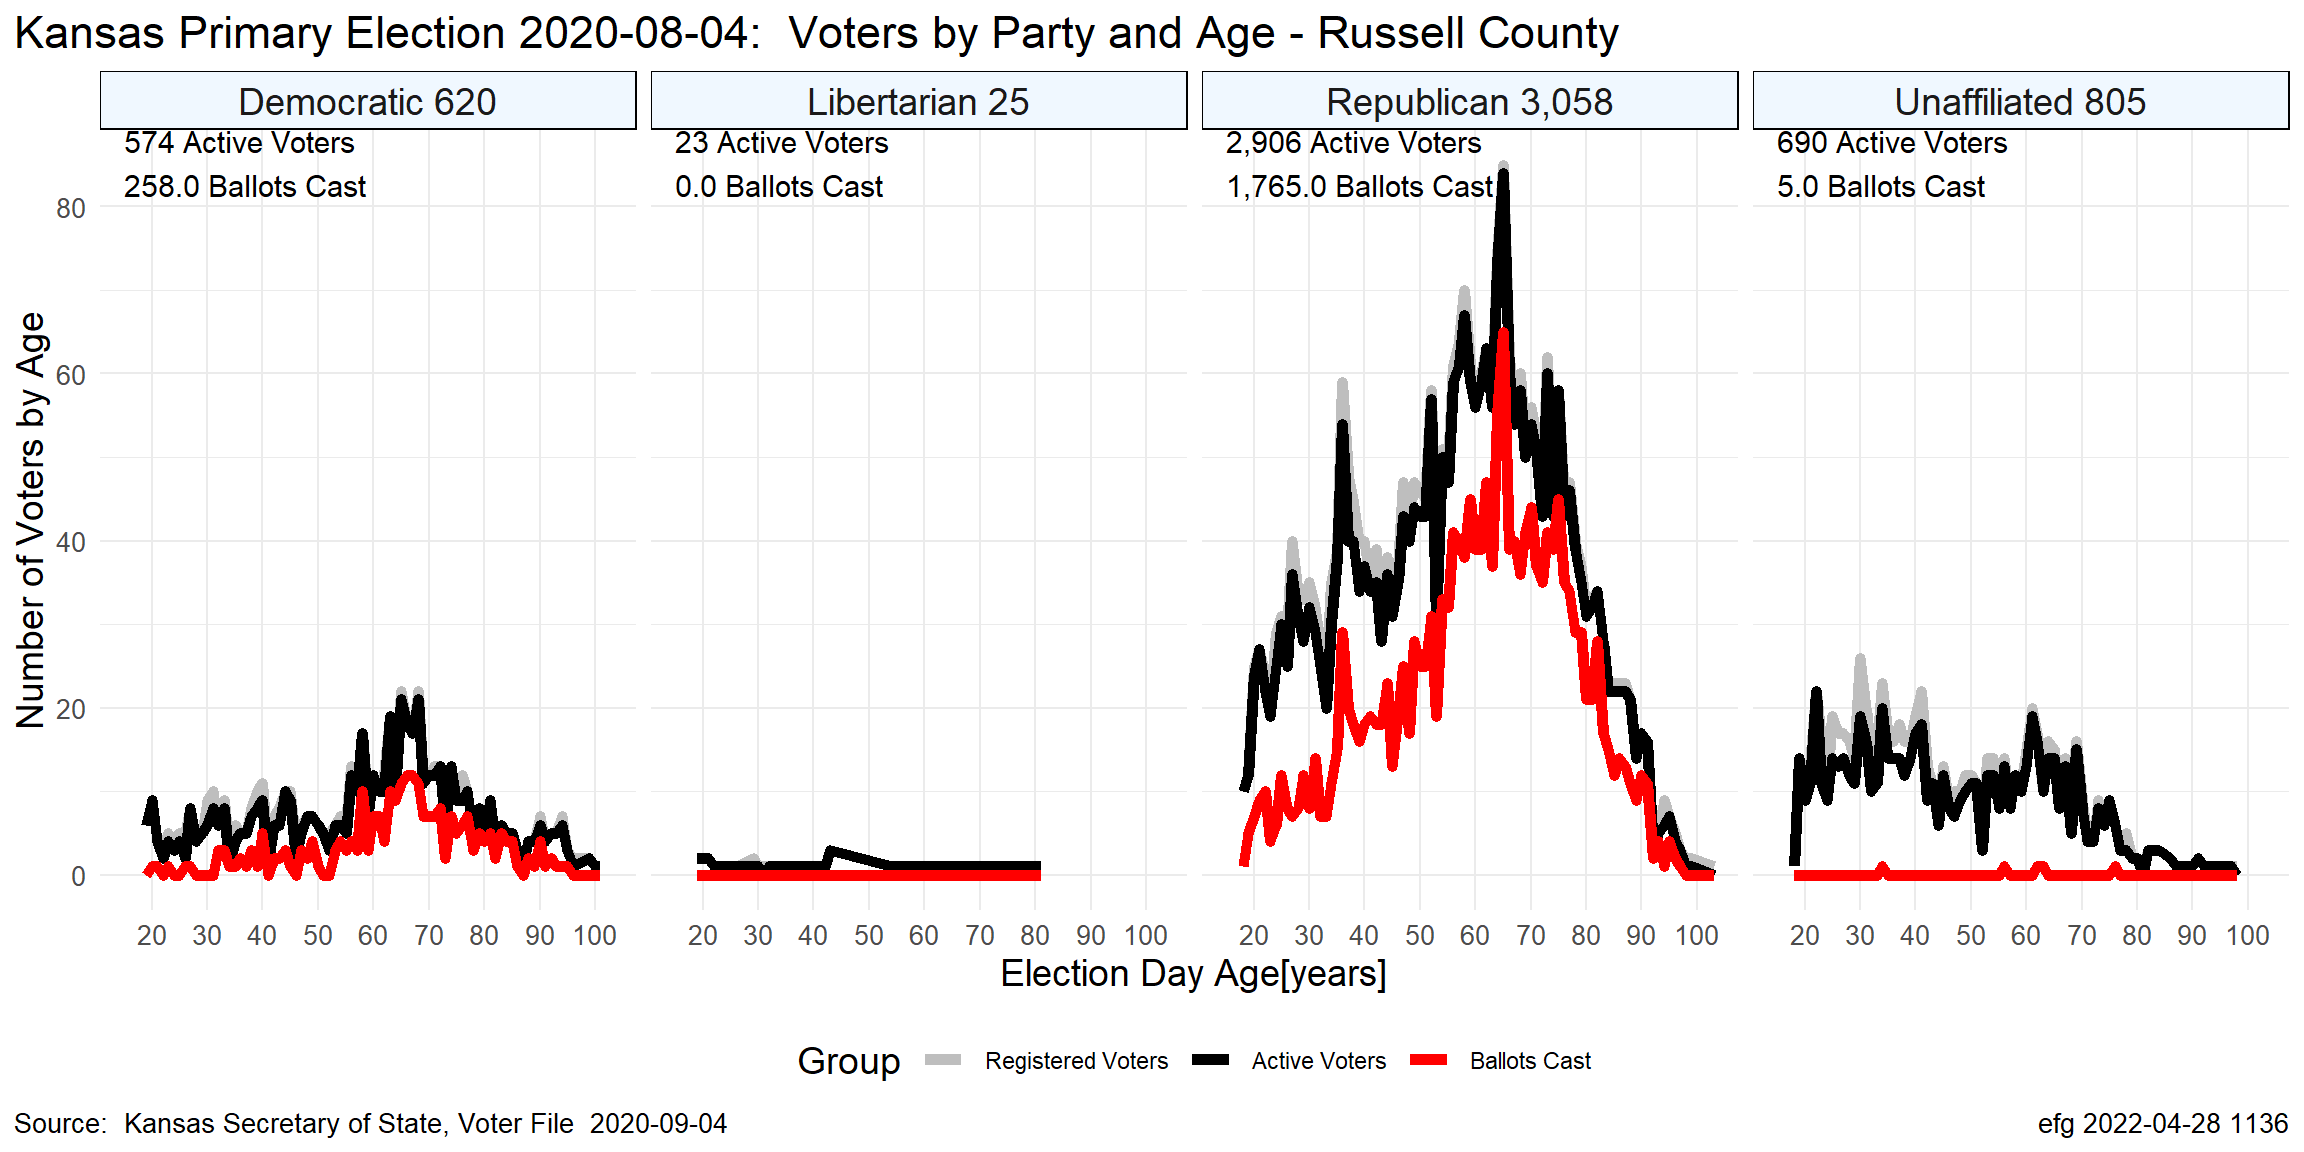 Kansas Primary Election 2020-08-04:  Voters by Party and Age - Russell County
Democratic 620
Libertarian 25
Republican 3,058
Unaffiliated 805
574 Active Voters
258.0 Ballots Cast
23 Active Voters
0.0 Ballots Cast
2,906 Active Voters
1,765.0 Ballots Cast
690 Active Voters
5.0 Ballots Cast
Number of Voters by Age
80
60
40
20
0
20 30 40 50 60 70 80 90 100
20 30 40 50 60 70 80 90 100
20 30 40 50 60 70 80 90 100
20 30 40 50 60 70 80 90 100
Election Day Age[years]
Group Registered Voters Active Voters Ballots Cast
Source:  Kansas Secretary of State, Voter File  2020-09-04
efg 2022-04-28 1136